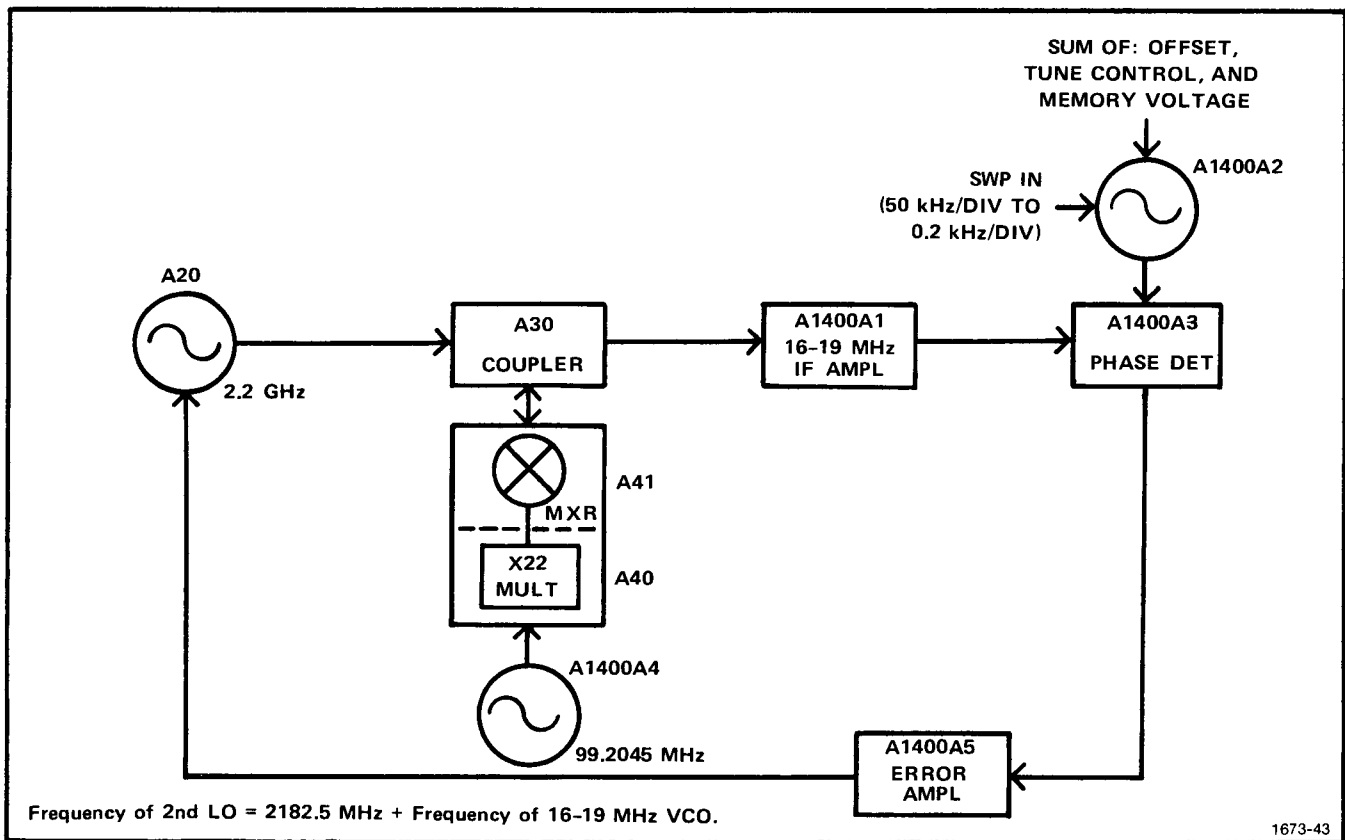 SUM OF: OFFSET,
TUNE CONTROL, AND
MEMORY VOLTAGE
A1400A2
SWP IN
(50 kHz/DIV TO
0.2 kHz/DIV)
A20
2.2 GHz
A30
COUPLER
A1400A1
16-19 MHz
IF AMPL
A1400A3
PHASE DET
A41
MXR
X22
MULT
A40
A1400A4
99.2045 MHz
A1400A5
ERROR
AMPL
Frequency of 2nd LO = 2182.5 MHz + Frequency of 16-19 MHz VCO.
1673-43